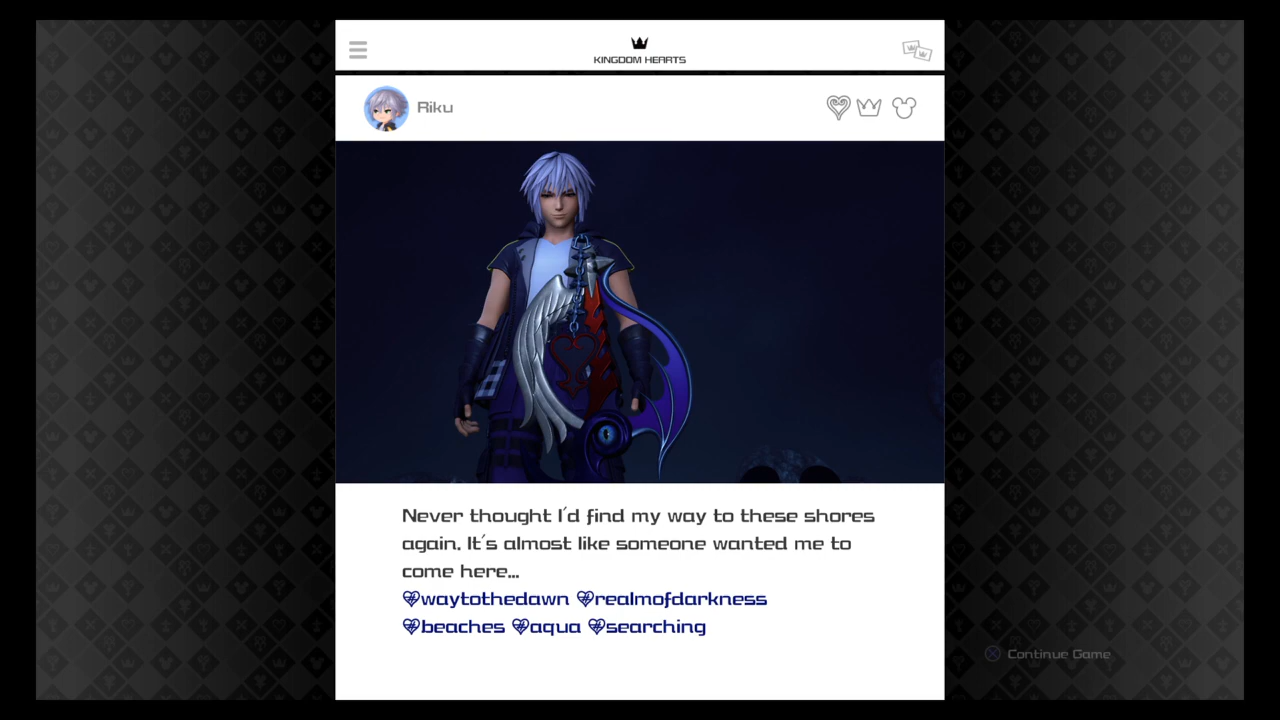 KINGDOM HEARTS
Riku
Never thought I'd find my way to these shores
again. It's almost like someone wanted me to
come here...
#waytothedawn #realmofdarkness
#beaches #aqua #searching
Continue Game